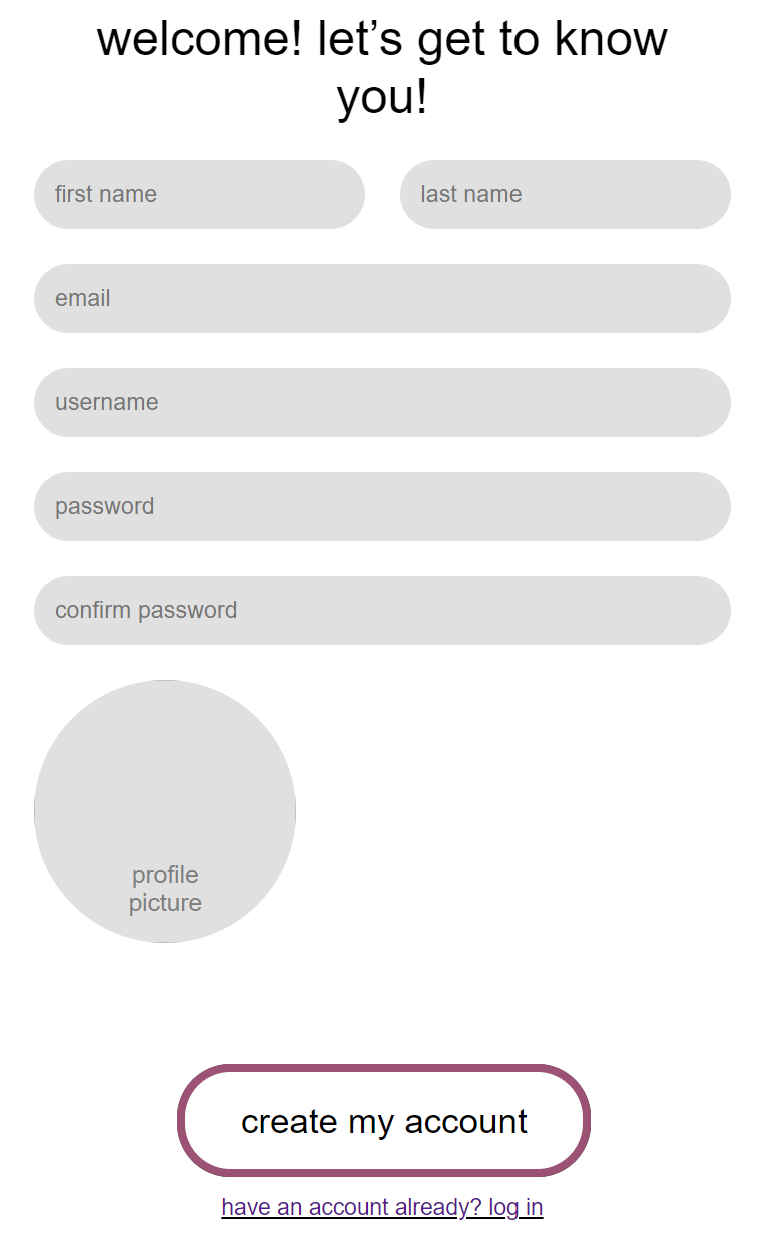 welcome! let’s get to know
you!
first name
last name
email
username
password
confirm password
profile
picture
create my account
have an account already? log in